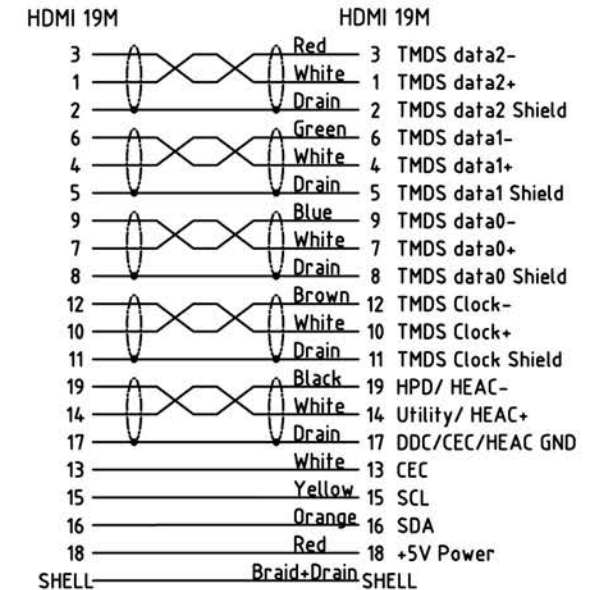 HDMI 19M HDMI 19M
3 Red 3 TMDS data2-
1 White 1 TMDS data2+
2 Drain 2 TMDS data2 Shield
6 Green 6 TMDS data1-
4 White 4 TMDS data1+
5 Drain 5 TMDS data1 Shield
9 Blue 9 TMDS data0-
7 White 7 TMDS data0+
8 Drain 8 TMDS data0 Shield
12 Brown 12 TMDS Clock-
10 White 10 TMDS Clock+
11 Drain 11 TMDS Clock Shield
19 Black 19 HPD/ HEAC-
14 White 14 Utility/ HEAC+
17 Drain 17 DDC/CEC/HEAC GND
13 White 13 CEC
15 Yellow 15 SCL
16 Orange 16 SDA
18 Red 18 +5V Power
SHELL Braid+Drain SHELL